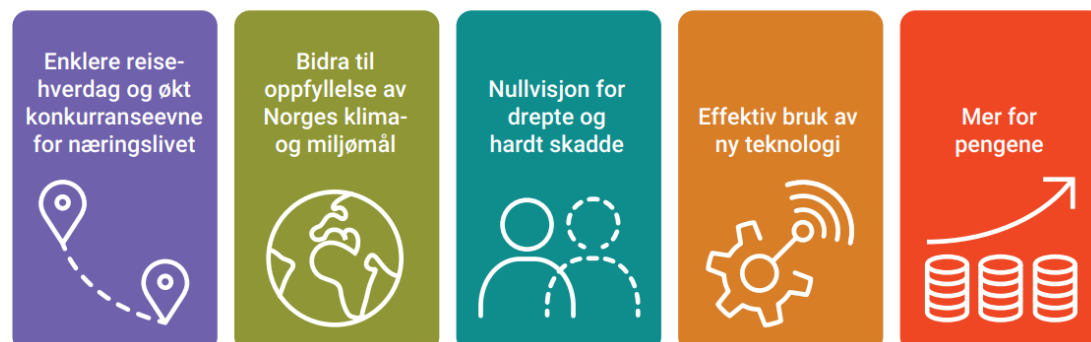 Enklere reise-
hverdag og økt
konkurranseevne
for næringslivet
Bidra til
oppfyllelse av
Norges klima-
og miljømål
Nullvisjon for
drepte og
hardt skadde
Effektiv bruk av
ny teknologi
Mer for
pengene